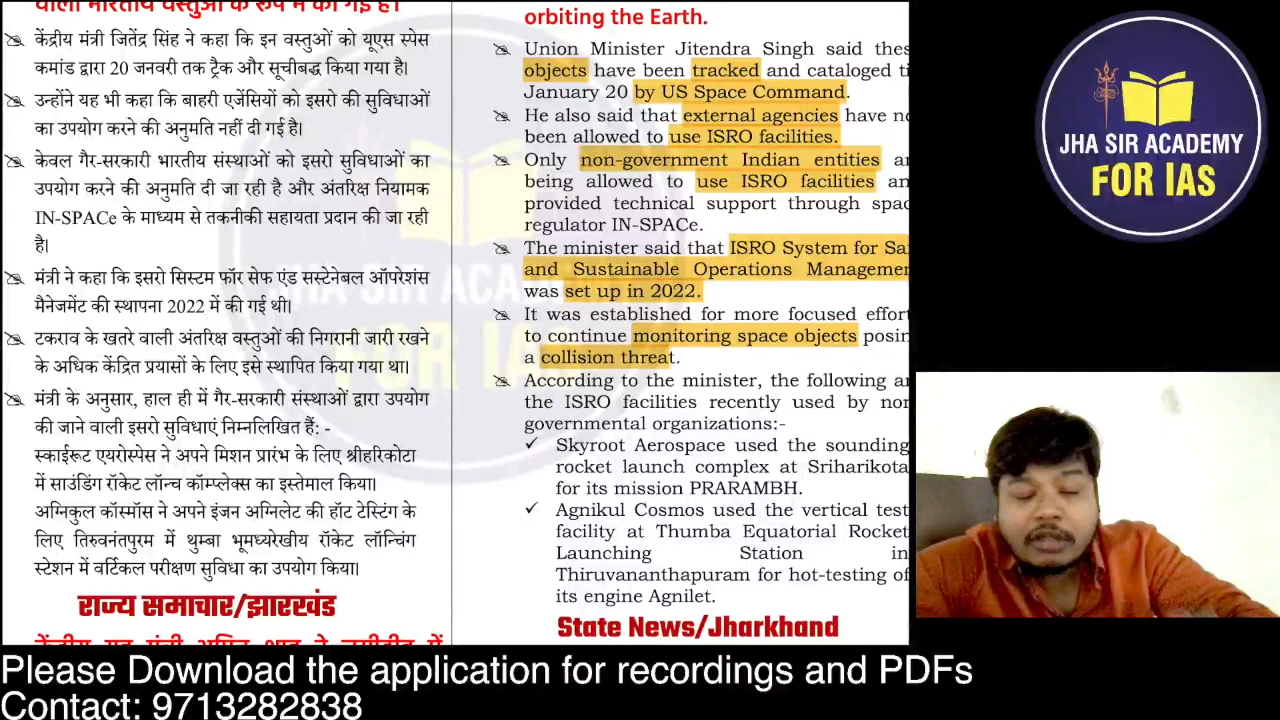 वाली भारतीय वस्तुओं के रूप में की गई है।
केंद्रीय मंत्री जितेंद्र सिंह ने कहा कि इन वस्तुओं को यूएस स्पेस
कमांड द्वारा 20 जनवरी तक ट्रैक और सूचीबद्ध किया गया है।
उन्होंने यह भी कहा कि बाहरी एजेंसियों को इसरो की सुविधाओं
का उपयोग करने की अनुमति नहीं दी गई है।
केवल गैर-सरकारी भारतीय संस्थाओं को इसरो सुविधाओं का
उपयोग करने की अनुमति दी जा रही है और अंतरिक्ष नियामक
IN-SPACe के माध्यम से तकनीकी सहायता प्रदान की जा रही
है।
मंत्री ने कहा कि इसरो सिस्टम फॉर सेफ एंड सस्टेनेबल ऑपरेशंस
मैनेजमेंट की स्थापना 2022 में की गई थी।
टकराव के खतरे वाली अंतरिक्ष वस्तुओं की निगरानी जारी रखने
के अधिक केंद्रित प्रयासों के लिए इसे स्थापित किया गया था।
मंत्री के अनुसार, हाल ही में गैर-सरकारी संस्थाओं द्वारा उपयोग
की जाने वाली इसरो सुविधाएं निम्नलिखित हैं: -
स्काईरूट एयरोस्पेस ने अपने मिशन प्रारंभ के लिए श्रीहरिकोटा
में साउंडिंग रॉकेट लॉन्च कॉम्प्लेक्स का इस्तेमाल किया।
अग्निकुल कॉस्मॉस ने अपने इंजन अग्निलेट की हॉट टेस्टिंग के
लिए तिरुवनंतपुरम में थुम्बा भूमध्यरेखीय रॉकेट लॉन्चिंग
स्टेशन में वर्टिकल परीक्षण सुविधा का उपयोग किया।
राज्य समाचार/झारखंड
orbiting the Earth.
Union Minister Jitendra Singh said thes
objects have been tracked and cataloged ti
January 20 by US Space Command.
He also said that external agencies have no
been allowed to use ISRO facilities.
Only non-government Indian entities ar
being allowed to use ISRO facilities an
provided technical support through spac
regulator IN-SPACe.
The minister said that ISRO System for Saf
and Sustainable Operations Managemen
was set up in 2022.
It was established for more focused effort
to continue monitoring space objects posin
a collision threat.
According to the minister, the following ar
the ISRO facilities recently used by non
governmental organizations:-
Skyroot Aerospace used the sounding
rocket launch complex at Sriharikota
for its mission PRARAMBH.
Agnikul Cosmos used the vertical test
facility at Thumba Equatorial Rocket
Launching Station in
Thiruvananthapuram for hot-testing of
its engine Agnilet.
State News/Jharkhand
JHA SIR ACADEMY
FOR IAS
JHA SIR ACADEMY
FOR IAS
Please Download the application for recordings and PDFs
Contact: 9713282838